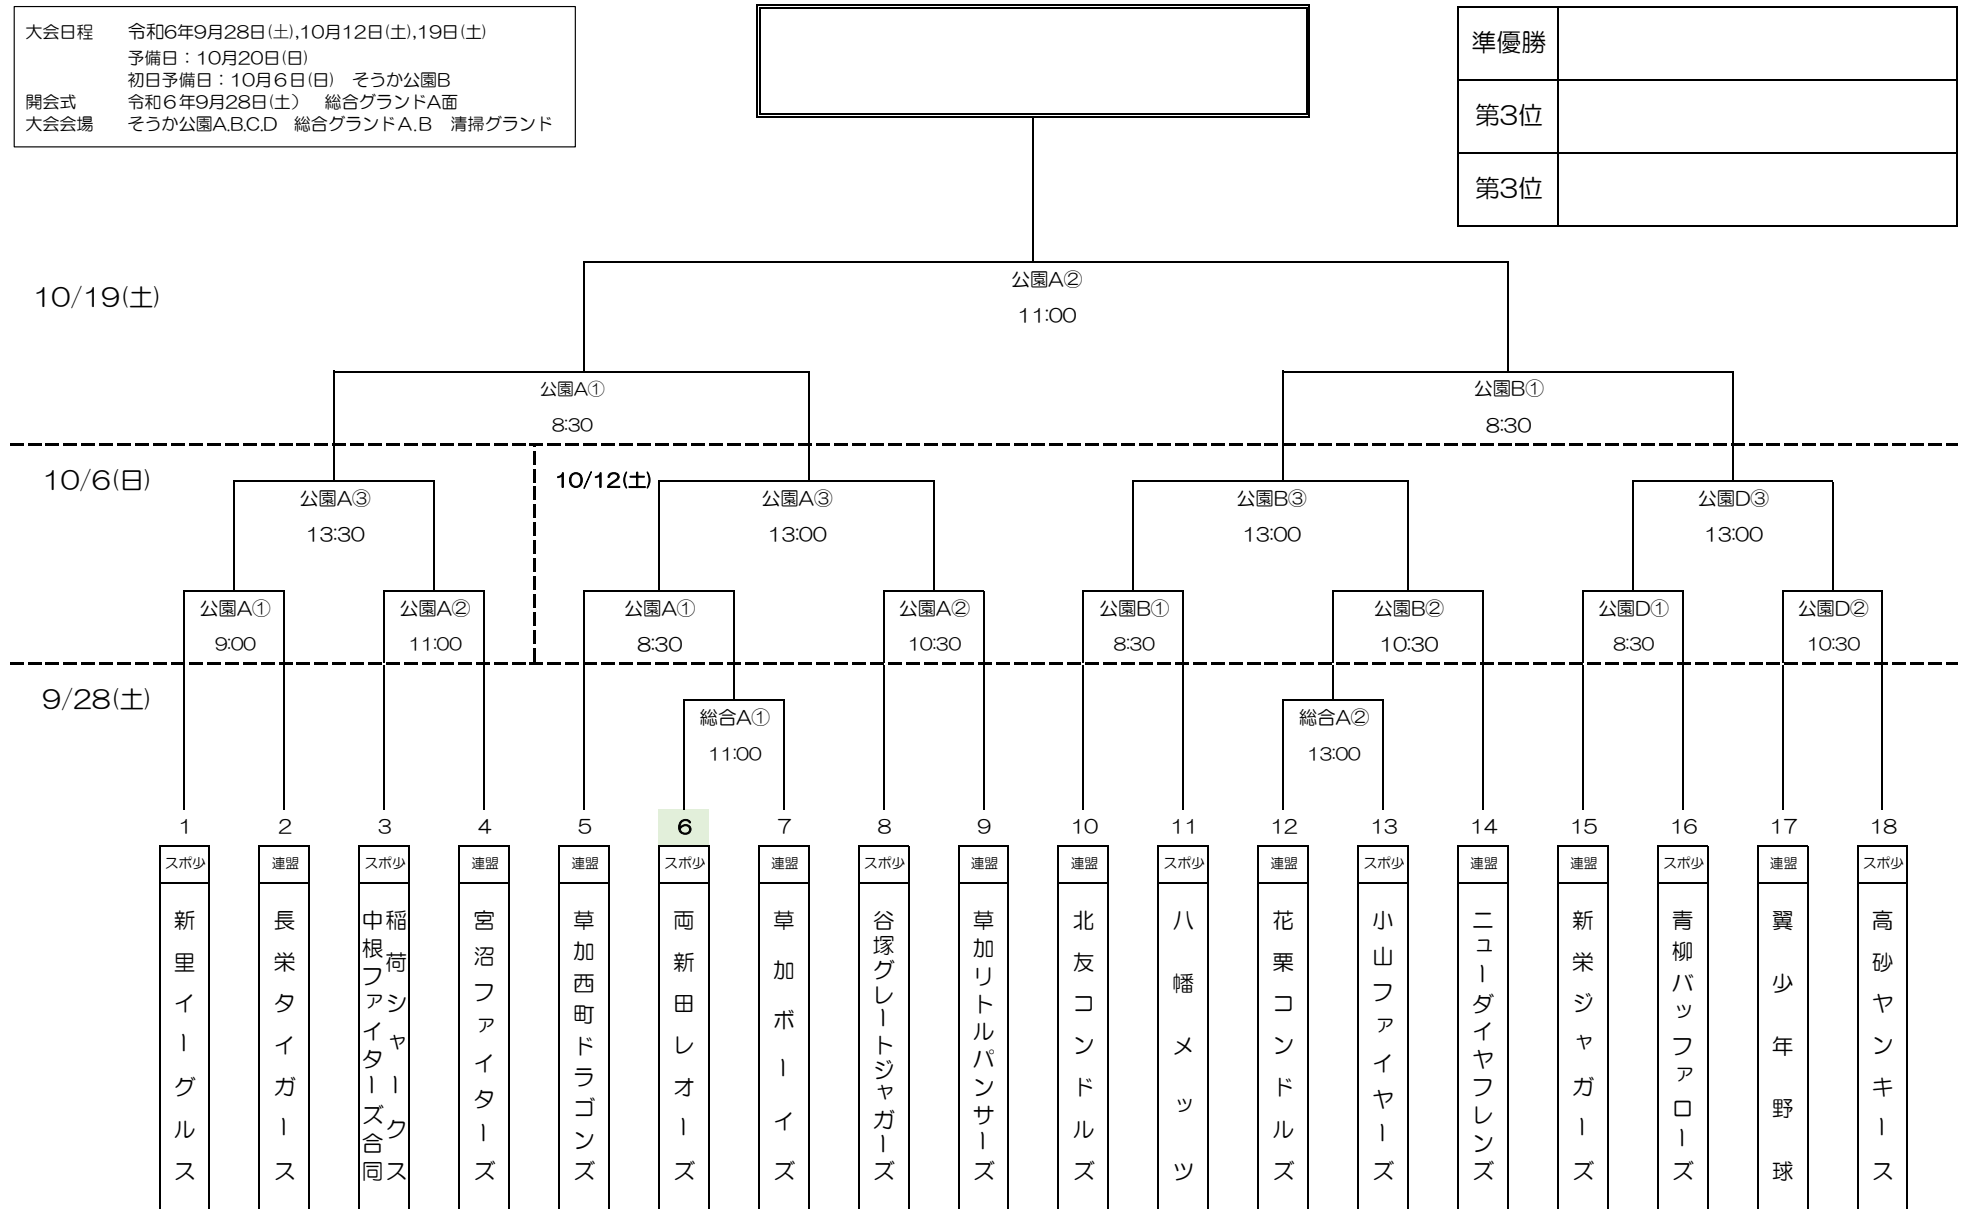 大会日程　令和6年9月28日(土),10月12日(土),19日(土)
予備日：10月20日(日)
初日予備日：10月6日(日)　そうか公園B
開会式　令和６年9月28日(土）　総合グランドA面
大会会場　そうか公園A.B.C.D　総合グランドＡ.Ｂ　清掃グランド
準優勝
第3位
第3位
10/19(土)
公園A②
11:00
公園A①
8:30
公園B①
8:30
10/6(日)
10/12(土)
公園A③
13:30
公園A③
13:00
公園B③
13:00
公園D③
13:00
公園A①
9:00
公園A②
11:00
公園A①
8:30
公園A②
10:30
公園B①
8:30
公園B②
10:30
公園D①
8:30
公園D②
10:30
9/28(土)
総合A①
11:00
総合A②
13:00
1
スポ少
新里イーグルス
2
連盟
長栄タイガース
3
スポ少
稲荷シャークス
中根ファイターズ合同
4
連盟
宮沼ファイターズ
5
連盟
草加西町ドラゴンズ
6
スポ少
両新田レオーズ
7
連盟
草加ボーイズ
8
スポ少
谷塚グレートジャガーズ
9
連盟
草加リトルパンサーズ
10
連盟
北友コンドルズ
11
スポ少
八幡メッツ
12
連盟
花栗コンドルズ
13
スポ少
小山ファイヤーズ
14
連盟
ニューダイヤフレンズ
15
連盟
新栄ジャガーズ
16
スポ少
青柳バッファローズ
17
連盟
翼少年野球
18
スポ少
高砂ヤンキース